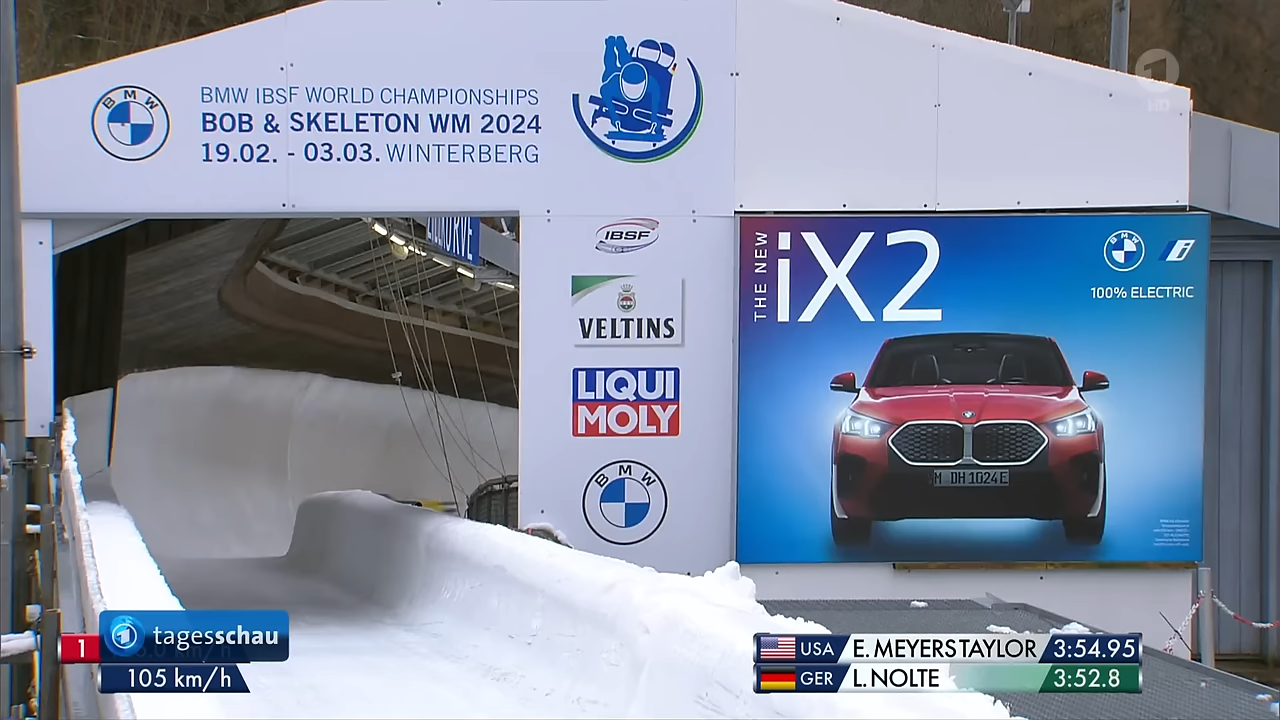 BMW
BMW IBSF WORLD CHAMPIONSHIPS
BOB & SKELETON WM 2024
19.02. - 03.03. WINTERBERG
1
HD
IBSF
VELTINS
LIQUI
MOLY
BMW
THE NEW
iX2
BMW
i
100% ELECTRIC
M DH 1024E
1
tagesschau
105 km/h
USA E. MEYERS TAYLOR 3:54.95
GER L. NOLTE 3:52.8